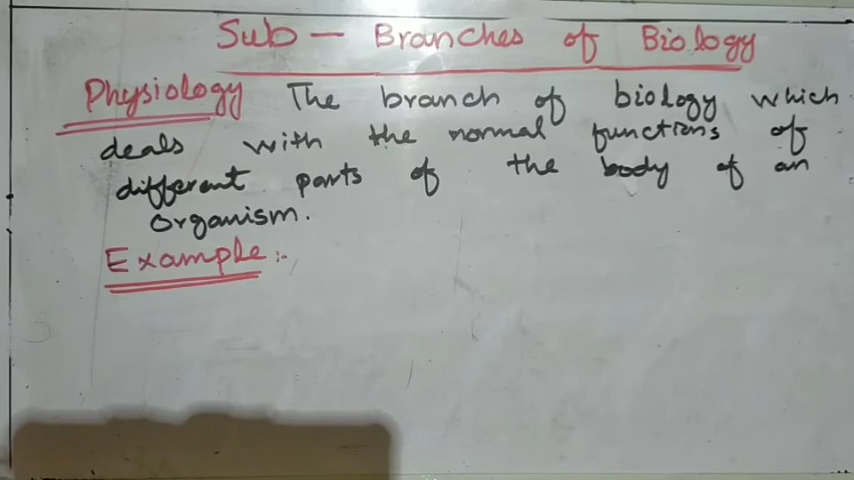 Sub - Branches of Biology
Physiology The branch of biology which
deals with the normal functions of
different parts of the body of an
organism.
Example :-